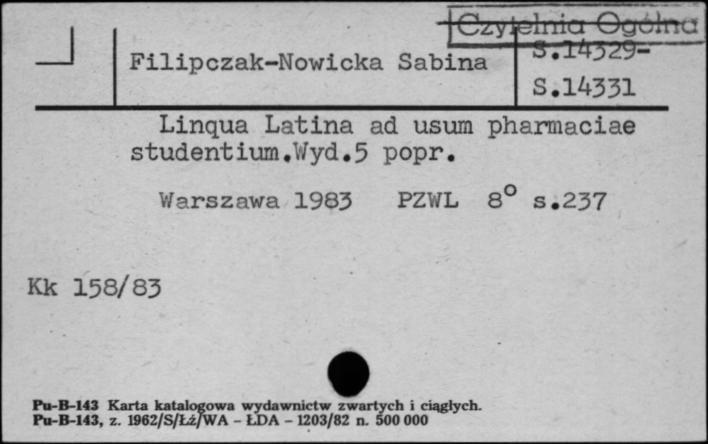 Czytelnia Ogólna
S.14329-
Filipczak-Nowicka Sabina
S.14331
Linqua Latina ad usum pharmaciae
studentium.Wyd.5 popr.
Warszawa 1983 PZWL 8° s.237
Kk 158/83
Pu-B-143 Karta katalogowa wydawnictw zwartych i ciągłych.
Pu-B-143, z. 1962/S/Łź/WA - ŁDA - 1203/82 n. 500 000